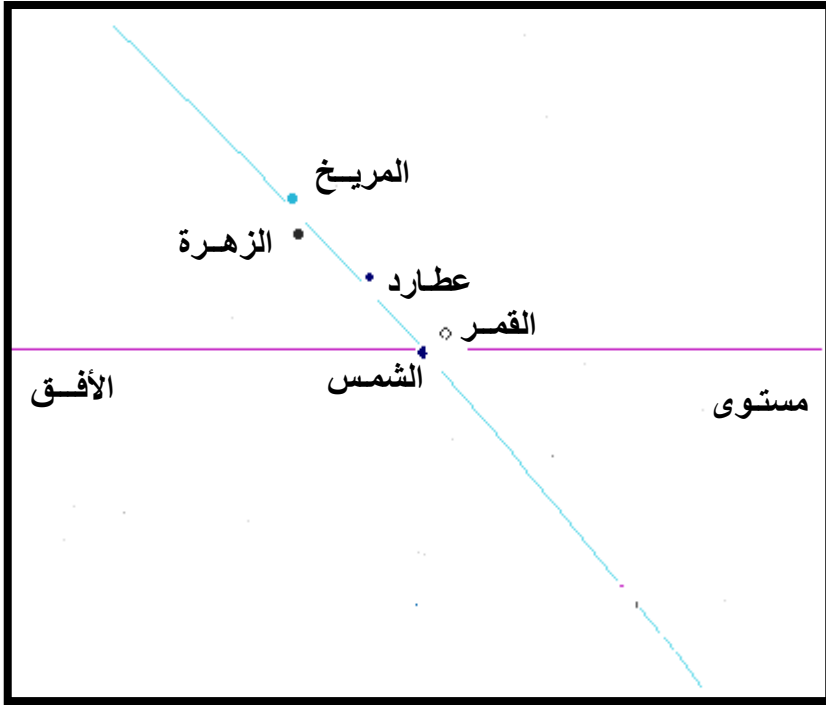 المريـخ
الزهـرة
عطـارد
القمـر
الشمـس
الأفــق
مستـوى